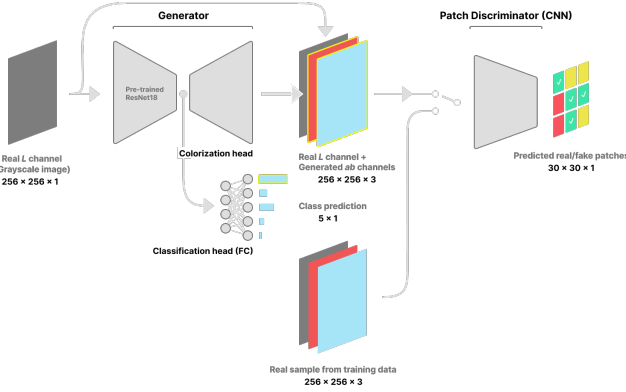 Generator
Patch Discriminator (CNN)
Pre-trained
ResNet18
Colorization head
Real L channel
Grayscale image)
256 × 256 × 1
Real L channel +
Generated ab channels
256 × 256 × 3
Predicted real/fake patches
30 × 30 × 1
Class prediction
5 × 1
Classification head (FC)
Real sample from training data
256 × 256 × 3